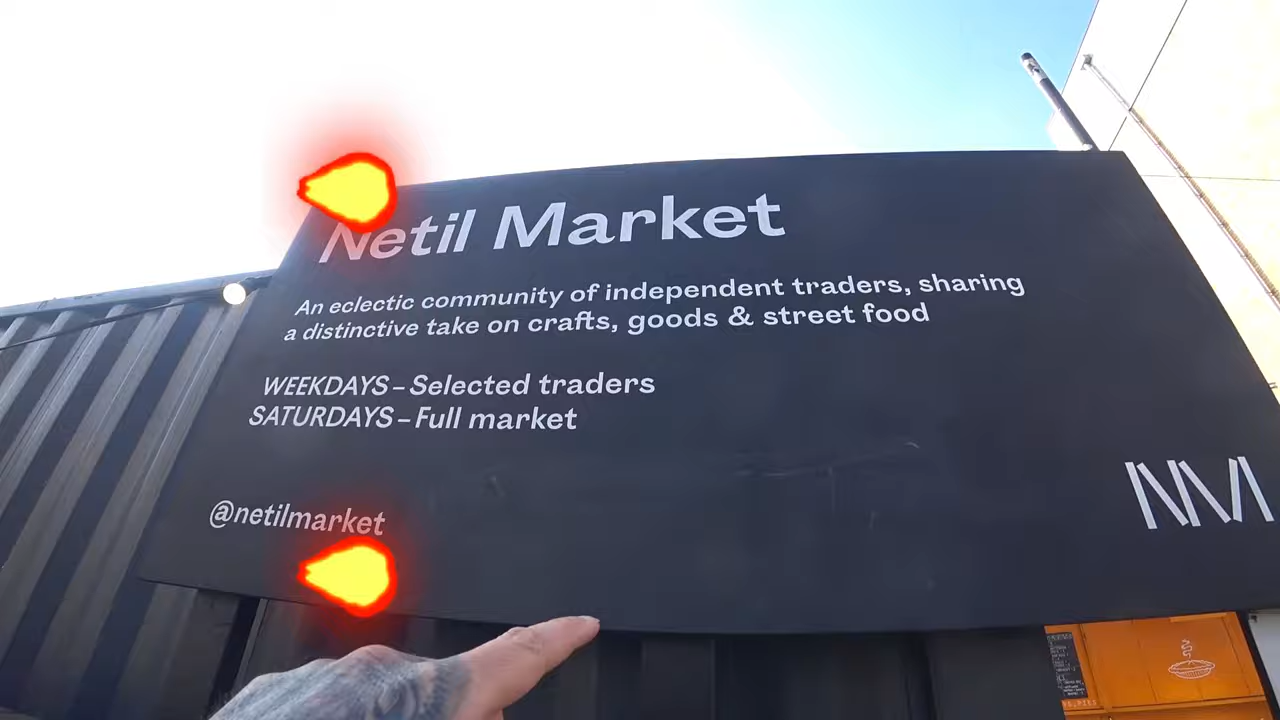 Netil Market
An eclectic community of independent traders, sharing
a distinctive take on crafts, goods & street food
WEEKDAYS – Selected traders
SATURDAYS – Full market
@netilmarket
NM